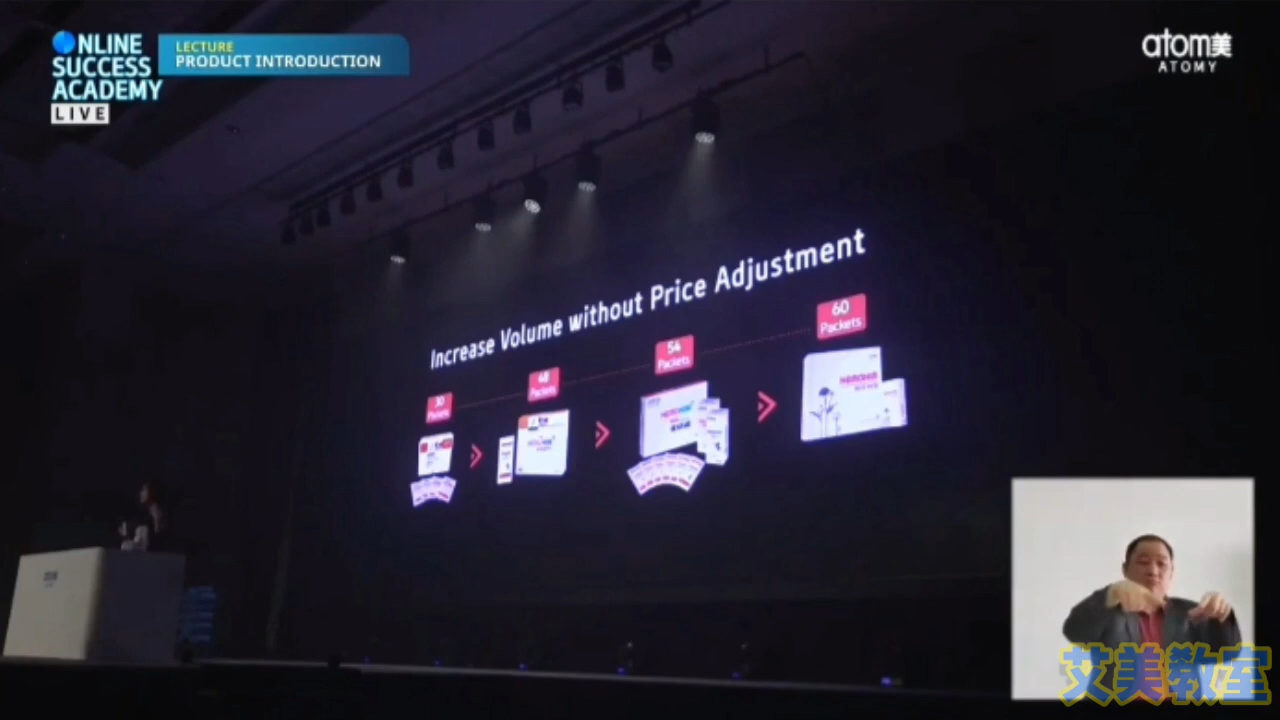 ONLINE
SUCCESS
ACADEMY
LIVE
LECTURE
PRODUCT INTRODUCTION
atom美
ATOMY
Increase Volume without Price Adjustment
30
Packets
48
Packets
54
Packets
60
Packets
HEMOHIM
艾美教室